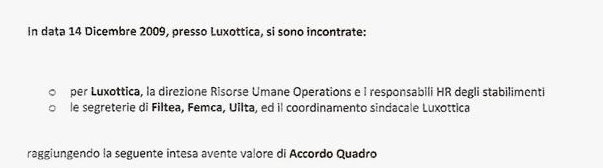 In data 14 Dicembre 2009, presso Luxottica, si sono incontrate:
o per Luxottica, la direzione Risorse Umane Operations e i responsabili HR degli stabilimenti
o le segreterie di Filtea, Femca, Uilta, ed il coordinamento sindacale Luxottica
raggiungendo la seguente intesa avente valore di Accordo Quadro